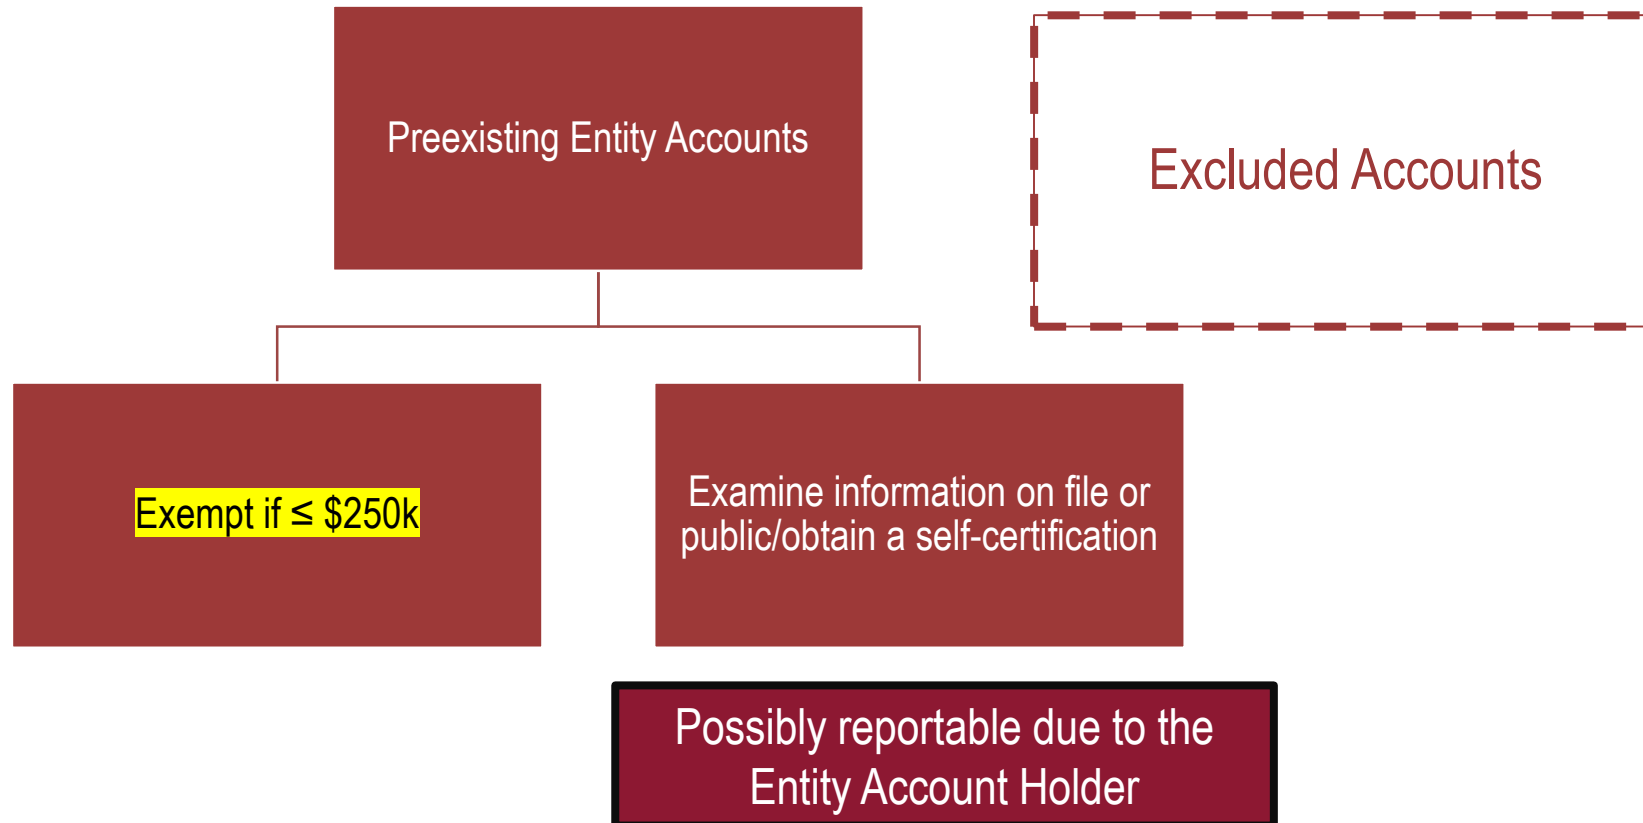 Preexisting Entity Accounts
Excluded Accounts
Exempt if ≤ $250k
Examine information on file or
public/obtain a self-certification
Possibly reportable due to the
Entity Account Holder